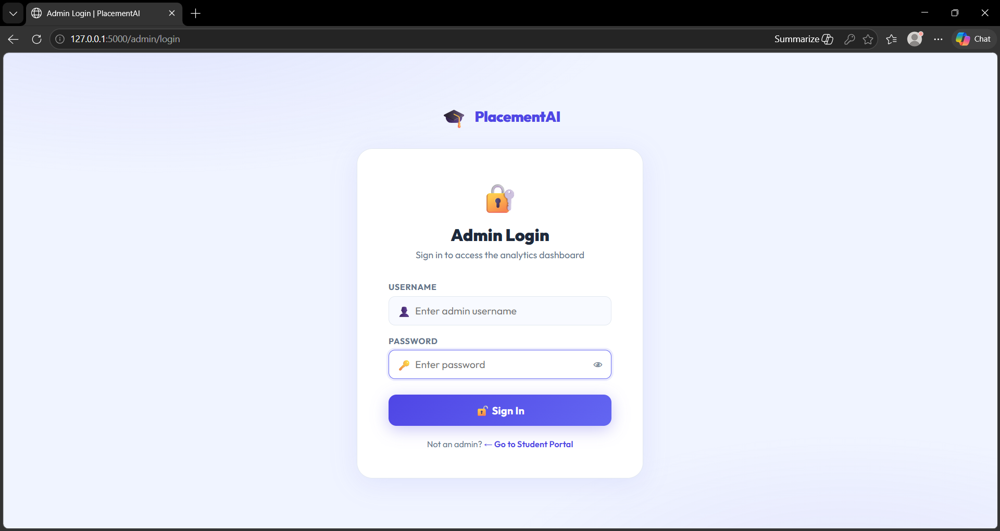 Admin Login | PlacementAI
127.0.0.1:5000/admin/login
Summarize
Chat
PlacementAI
Admin Login
Sign in to access the analytics dashboard
USERNAME
Enter admin username
PASSWORD
Enter password
Sign In
Not an admin? ← Go to Student Portal